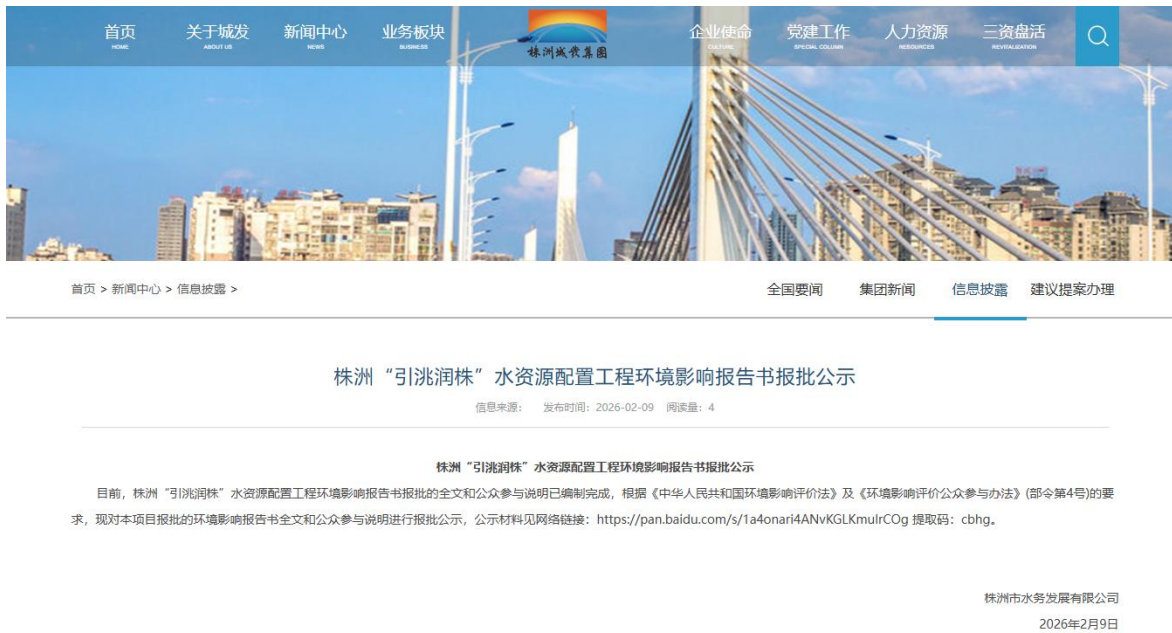 首页 关于城发 新闻中心 业务板块 株洲城发集团 企业使命 党建工作 人力资源 三资盘活
HOME ABOUT US NEWS BUSINESS CULTURE SPECIAL COLUMN RESOURCES REVITALIZATION
首页 > 新闻中心 > 信息披露 >
全国要闻 集团新闻 信息披露 建议提案办理
株洲“引洮润株”水资源配置工程环境影响报告书报批公示
信息来源: 发布时间: 2026-02-09 阅读量: 4
株洲“引洮润株”水资源配置工程环境影响报告书报批公示
目前，株洲“引洮润株”水资源配置工程环境影响报告书报批的全文和公众参与说明已编制完成，根据《中华人民共和国环境影响评价法》及《环境影响评价公众参与办法》(部令第4号)的要
求，现对本项目报批的环境影响报告书全文和公众参与说明进行报批公示，公示材料见网络链接：https://pan.baidu.com/s/1a4onari4ANvKGLKmulrCOg 提取码：cbhg。
株洲市水务发展有限公司
2026年2月9日